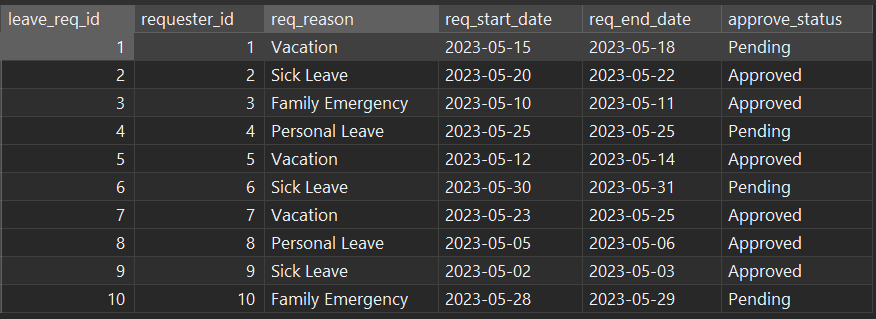 leave_req_id requester_id req_reason req_start_date req_end_date approve_status
1 1 Vacation 2023-05-15 2023-05-18 Pending
2 2 Sick Leave 2023-05-20 2023-05-22 Approved
3 3 Family Emergency 2023-05-10 2023-05-11 Approved
4 4 Personal Leave 2023-05-25 2023-05-25 Pending
5 5 Vacation 2023-05-12 2023-05-14 Approved
6 6 Sick Leave 2023-05-30 2023-05-31 Pending
7 7 Vacation 2023-05-23 2023-05-25 Approved
8 8 Personal Leave 2023-05-05 2023-05-06 Approved
9 9 Sick Leave 2023-05-02 2023-05-03 Approved
10 10 Family Emergency 2023-05-28 2023-05-29 Pending